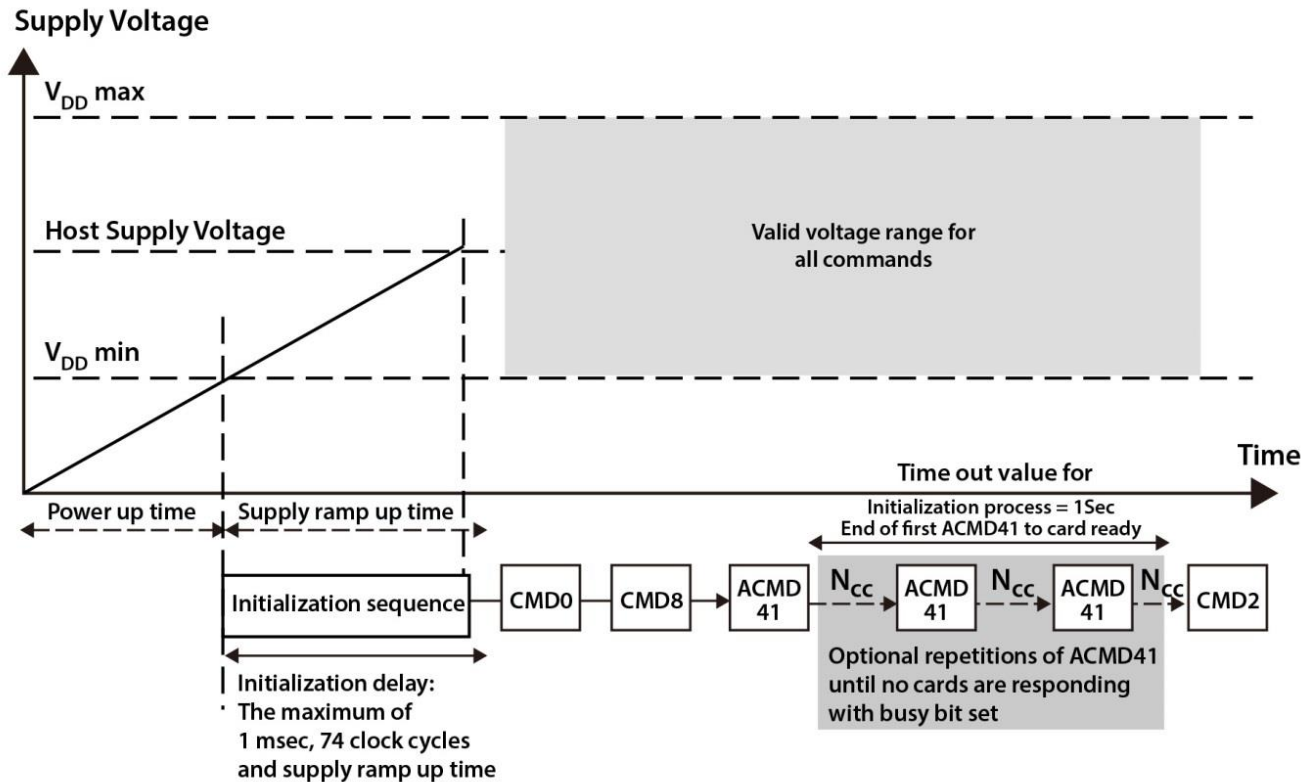 Supply Voltage
V_DD max
Host Supply Voltage
Valid voltage range for
all commands
V_DD min
Time out value for
Time
Power up time
Supply ramp up time
Initialization process = 1Sec
End of first ACMD41 to card ready
Initialization sequence
CMD0
CMD8
ACMD
41
N_CC
ACMD
41
N_CC
ACMD
41
N_CC
CMD2
Optional repetitions of ACMD41
until no cards are responding
with busy bit set
Initialization delay:
The maximum of
1 msec, 74 clock cycles
and supply ramp up time